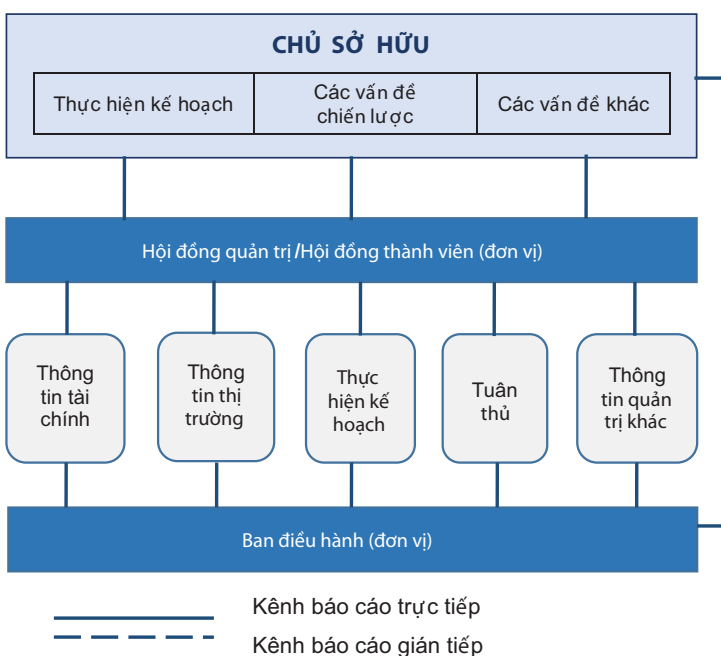 CHỦ SỞ HỮU
Thực hiện kế hoạch
Các vấn đề
chiến lược
Các vấn đề khác
Hội đồng quản trị/Hội đồng thành viên (đơn vị)
Thông
tin tài
chính
Thông
tin thị
trường
Thực
hiện kế
hoạch
Tuân
thủ
Thông
tin quản
trị khác
Ban điều hành (đơn vị)
Kênh báo cáo trực tiếp
Kênh báo cáo gián tiếp